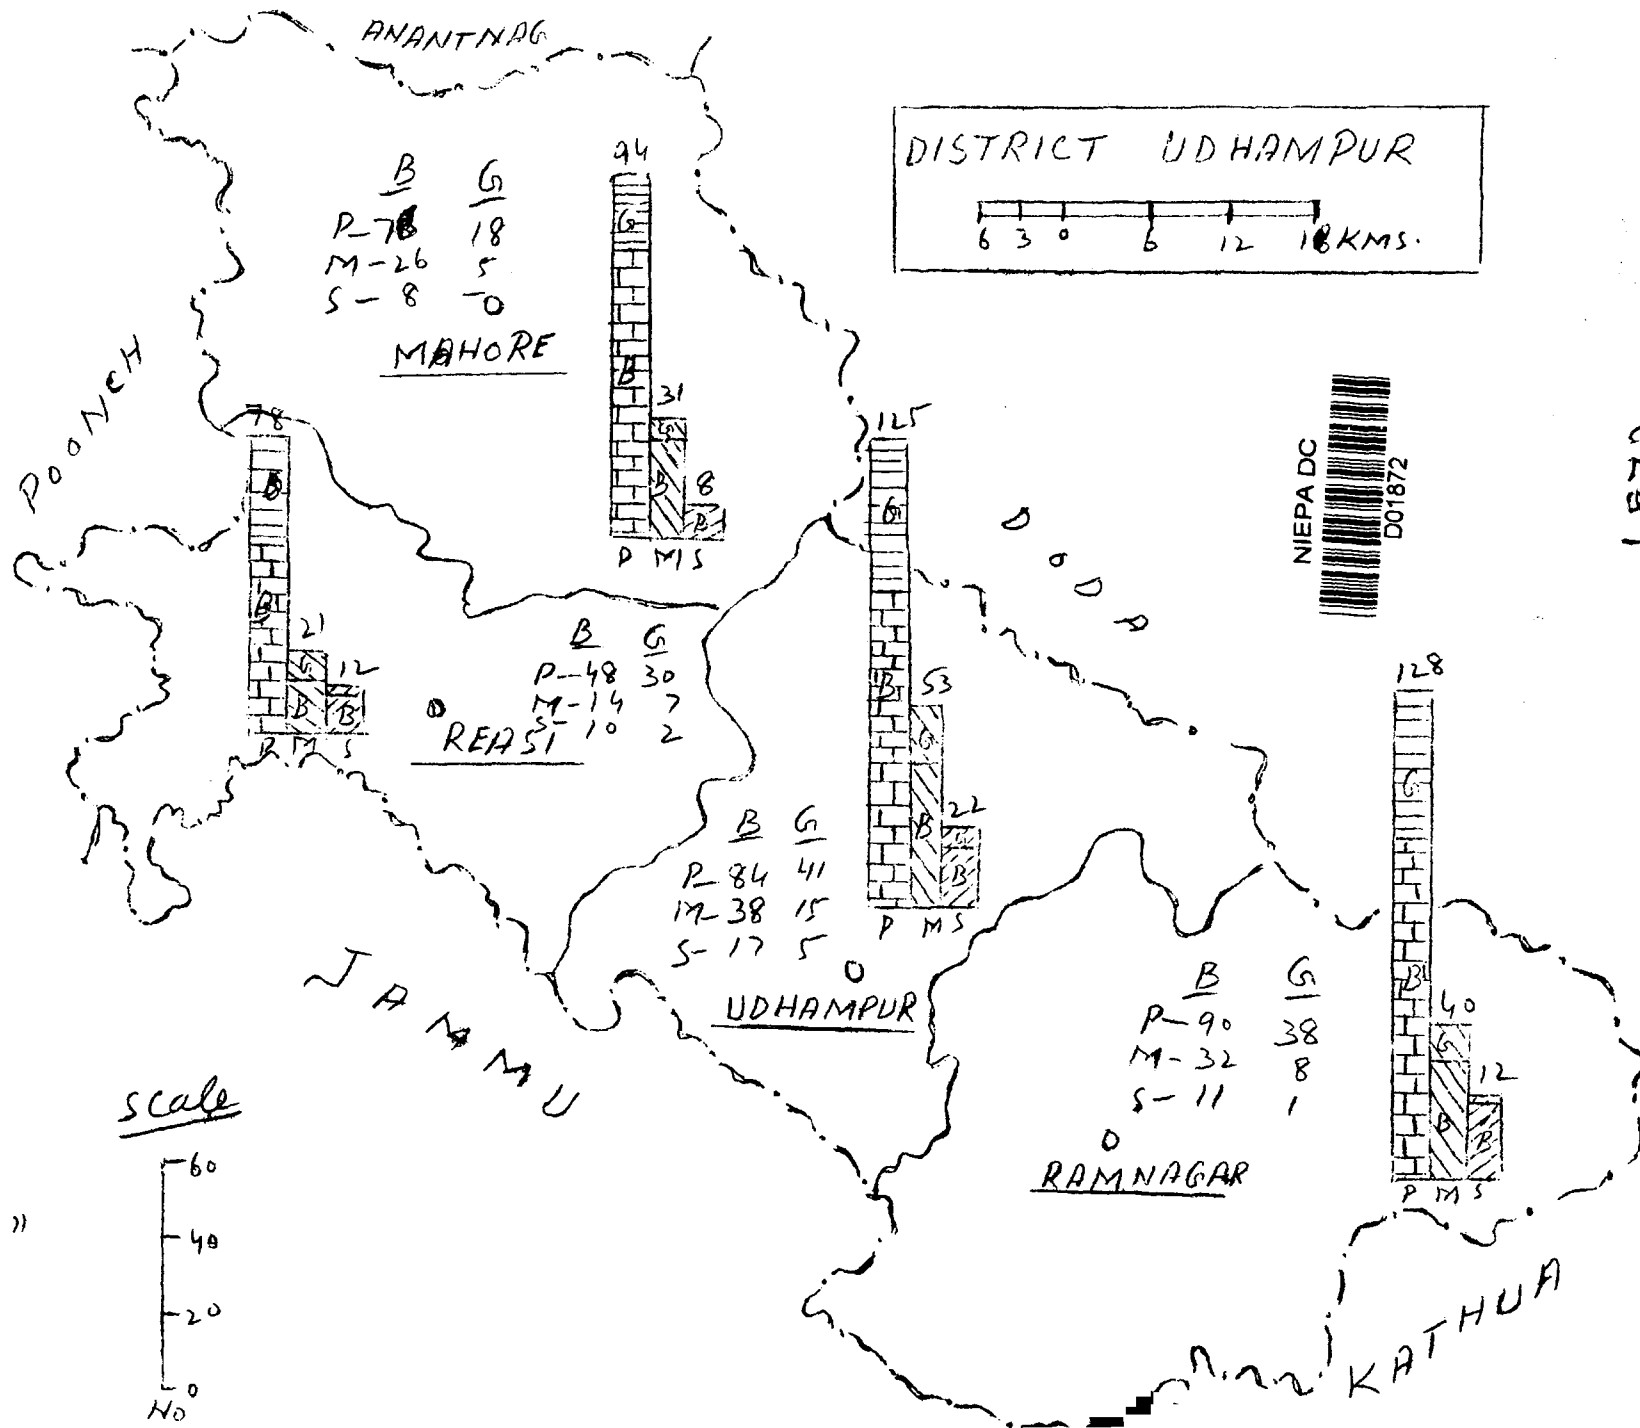 ANANTNAG
DISTRICT UDHAMPUR
6 3 0 6 12 18 KMS.
B G
P-76 18
M-26 5
S-8 -0
MAHORE
94
G
B
31
G
B
8
B
P M S
POONCH
78
B
B
21
G
B
12
B
P M S
B G
P-48 30
M-14 7
S-10 2
REASI
125
G
B
53
G
B
22
G
B
P M S
B G
P-84 41
M-38 15
S-17 5
UDHAMPUR
NIEPA DC
D01872
128
G
B
40
G
B
12
B
P M S
B G
P-90 38
M-32 8
S-11 1
RAMNAGAR
JAMMU
KATHUA
scale
60
40
20
0
No